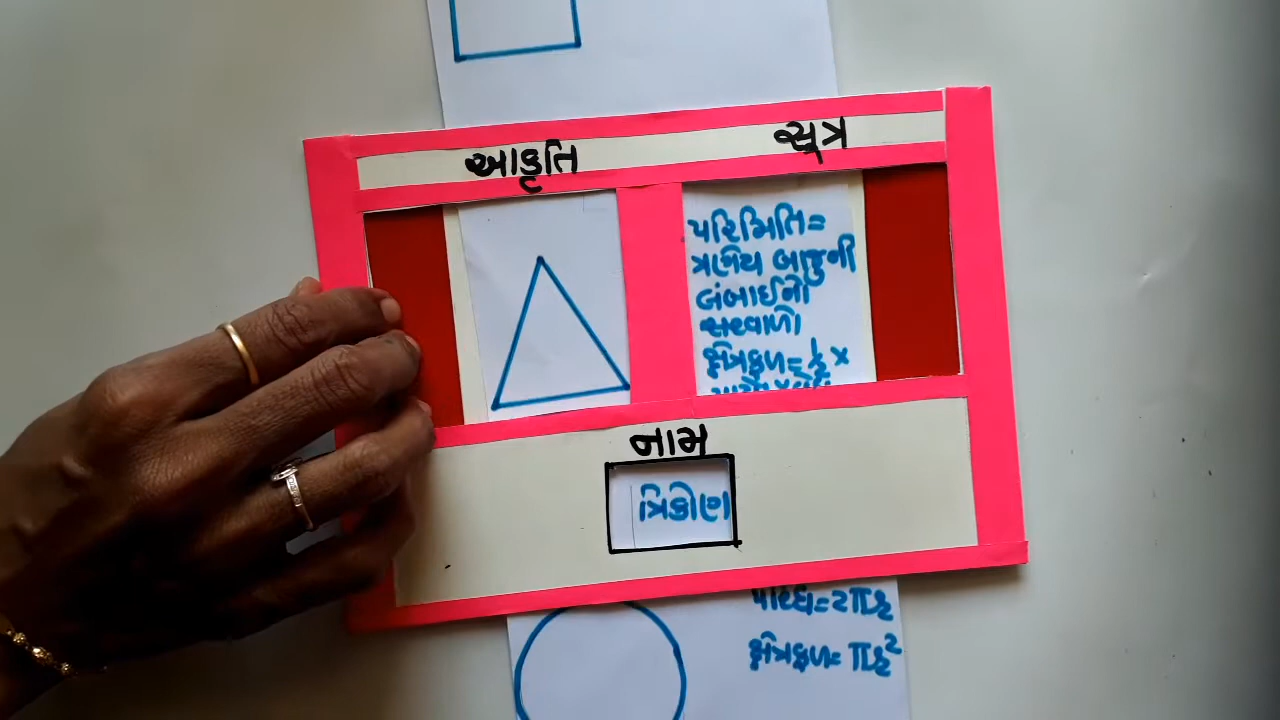 આકૃતિ
સૂત્ર
પરિમિતિ=
ત્રણેય બાજુની
લંબાઈનો
સરવાળો
ક્ષેત્રફળ=½×
નામ
ત્રિકોણ
પરિઘ=2πr
ક્ષેત્રફળ=πr²